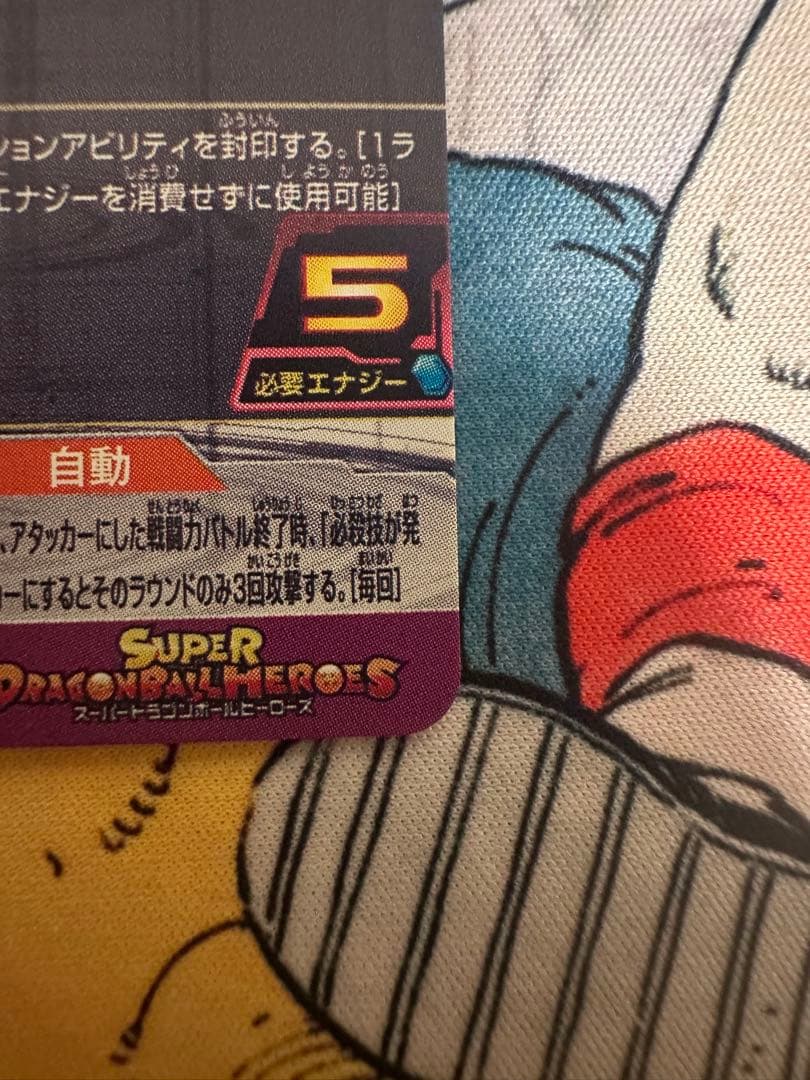 ションアビリティを封印する。[1ラ
エナジーを消費せずに使用可能]
5
必要エナジー
自動
、アタッカーにした戦闘力バトル終了時、「必殺技が発
カーにするとそのラウンドのみ3回攻撃する。[毎回]
SUPER
DRAGONBALL HEROES
スーパードラゴンボールヒーローズ